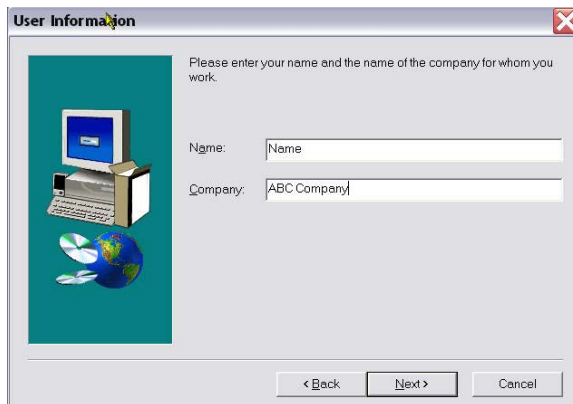 User Information
Please enter your name and the name of the company for whom you
work.
Name: Name
Company: ABC Company
< Back Next > Cancel